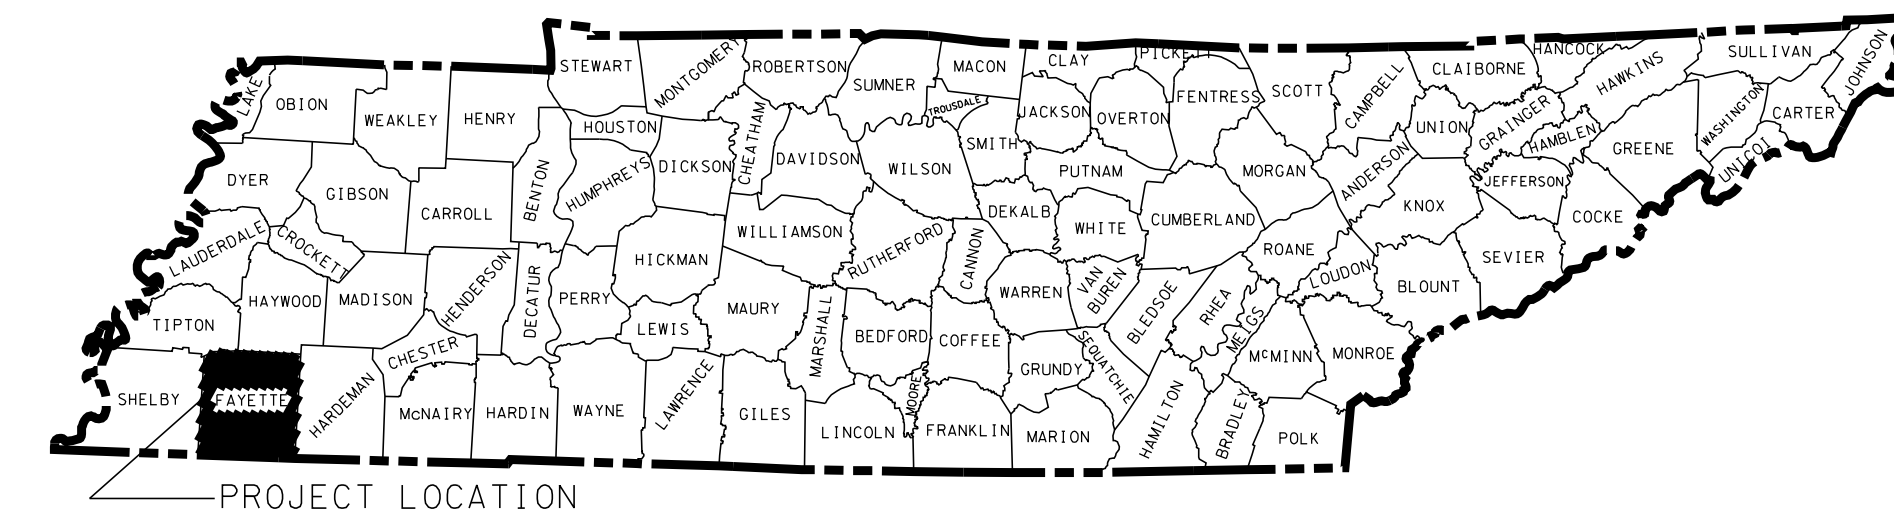 HANCOCK
PICKETT
SULLIVAN
STEWART
MONTGOMERY
ROBERTSON
MACON
CLAY
CLAIBORNE
HAWKINS
JOHNSON
LAKE
OBION
SUMNER
TROUSDALE
JACKSON
OVERTON
FENTRESS
SCOTT
CAMPBELL
WEAKLEY
HENRY
HOUSTON
CHEATHAM
UNION
GRAINGER
HAMBLEN
WASHINGTON
CARTER
UNICOI
SMITH
DYER
GIBSON
BENTON
HUMPHREYS
DICKSON
DAVIDSON
WILSON
PUTNAM
MORGAN
ANDERSON
JEFFERSON
GREENE
CARROLL
DEKALB
WHITE
CUMBERLAND
KNOX
COCKE
LAUDERDALE
CROCKETT
WILLIAMSON
RUTHERFORD
CANNON
ROANE
SEVIER
HICKMAN
VAN
BUREN
LOUDON
BLOUNT
HAYWOOD
MADISON
HENDERSON
DECATUR
PERRY
MAURY
WARREN
BLEDSOE
RHEA
MEIGS
TIPTON
LEWIS
MARSHALL
BEDFORD
COFFEE
McMINN
MONROE
CHESTER
GRUNDY
SEQUATCHIE
SHELBY
FAYETTE
HARDEMAN
McNAIRY
HARDIN
WAYNE
LAWRENCE
GILES
LINCOLN
MOORE
FRANKLIN
MARION
HAMILTON
BRADLEY
POLK
PROJECT LOCATION